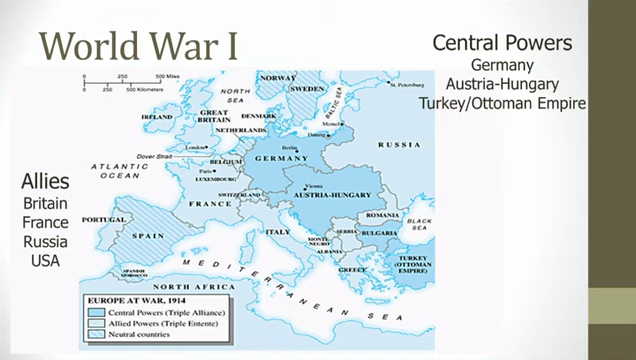 World War I
Central Powers
Germany
Austria-Hungary
Turkey/Ottoman Empire
Allies
Britain
France
Russia
USA
0 250 500 Miles
0 250 500 Kilometers
NORWAY
SWEDEN
St. Petersburg
NORTH
SEA
BALTIC SEA
IRELAND
GREAT
BRITAIN
DENMARK
Memel
NETHERLANDS
Danzig
London
Berlin
RUSSIA
Dover Strait
BELGIUM
GERMANY
ATLANTIC
OCEAN
Paris
LUXEMBOURG
Vienna
SWITZERLAND
AUSTRIA-HUNGARY
FRANCE
ROMANIA
BLACK
SEA
PORTUGAL
SPAIN
ITALY
MONTE-
NEGRO
SERBIA
BULGARIA
ALBANIA
TURKEY
(OTTOMAN
EMPIRE)
GREECE
SPANISH
MOROCCO
MEDITERRANEAN SEA
NORTH AFRICA
EUROPE AT WAR, 1914
Central Powers (Triple Alliance)
Allied Powers (Triple Entente)
Neutral countries